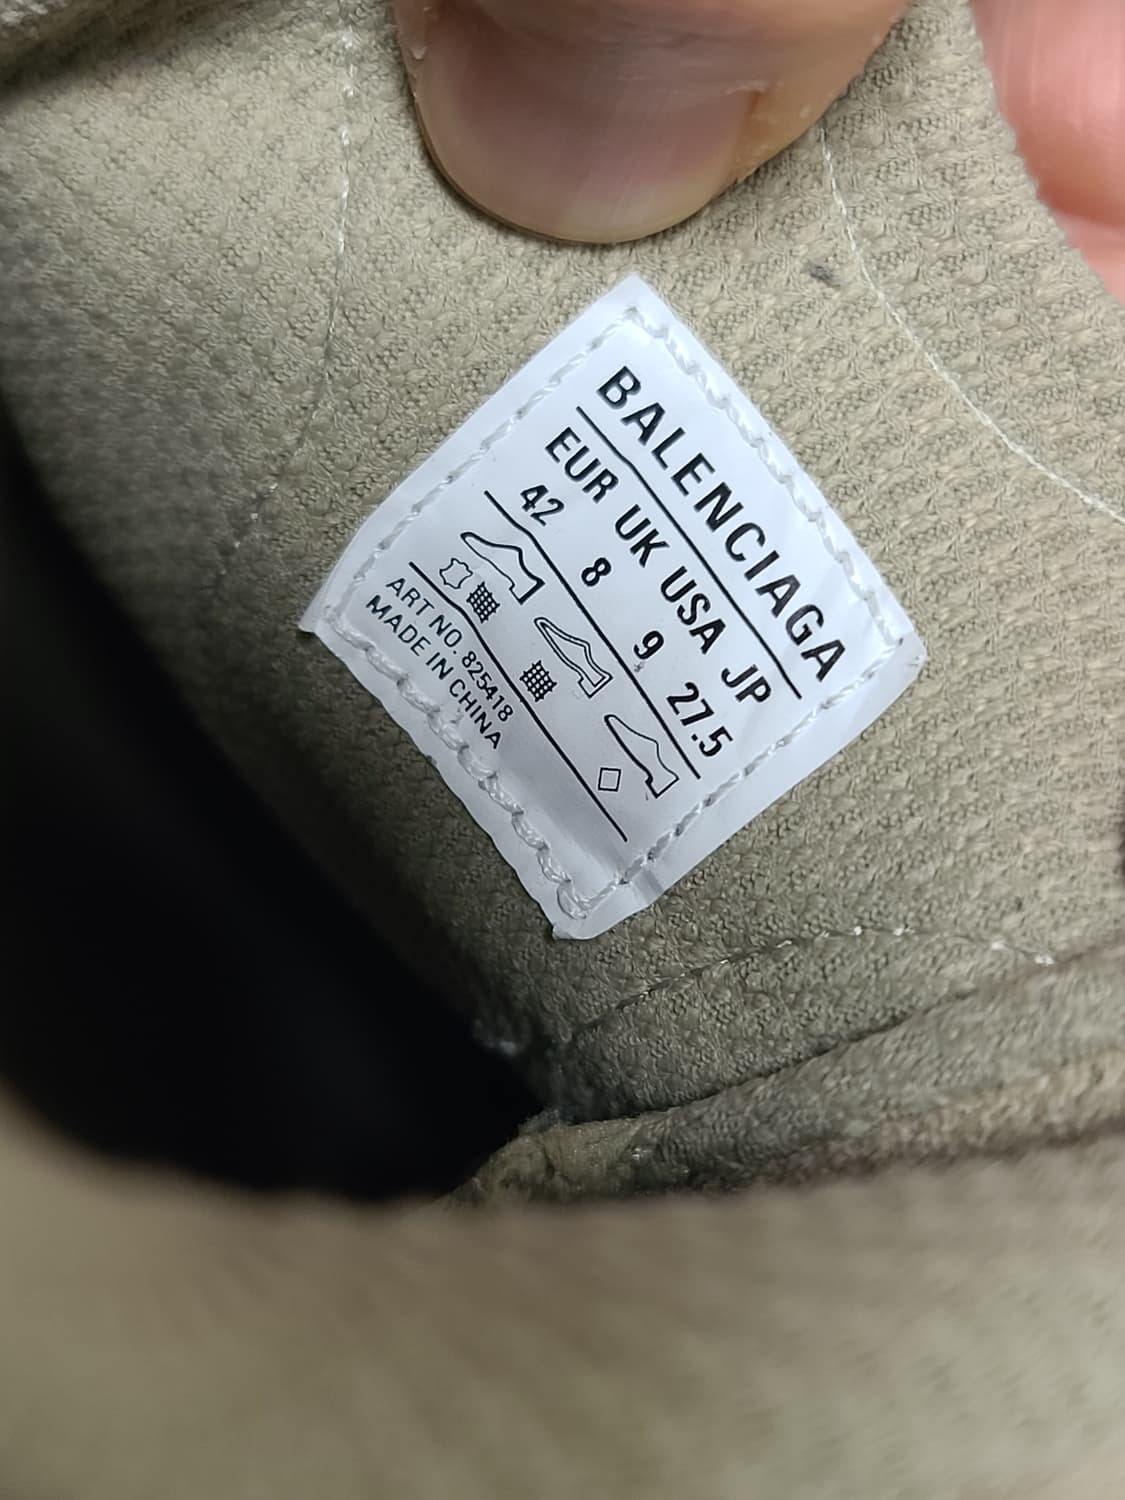 BALENCIAGA
EUR UK USA JP
42 8 9 27.5
ART NO. 825418
MADE IN CHINA